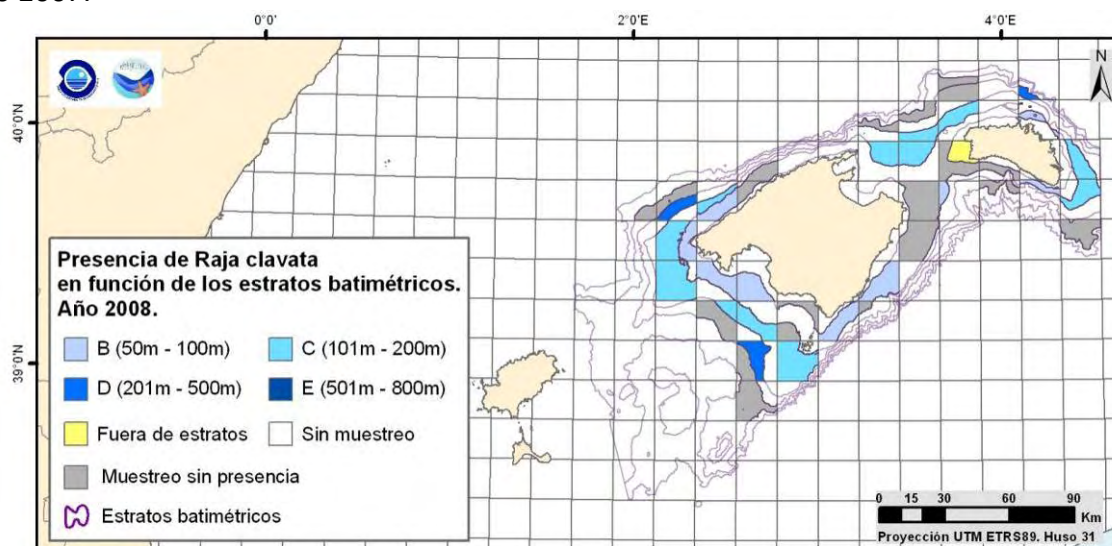 0°0'
2°0'E
4°0'E
N
40°0'N
39°0'N
Presencia de Raja clavata
en función de los estratos batimétricos.
Año 2008.
B (50m - 100m)
C (101m - 200m)
D (201m - 500m)
E (501m - 800m)
Fuera de estratos
Sin muestreo
Muestreo sin presencia
Estratos batimétricos
0 15 30 60 90
Km
Proyección UTM ETRS89. Huso 31